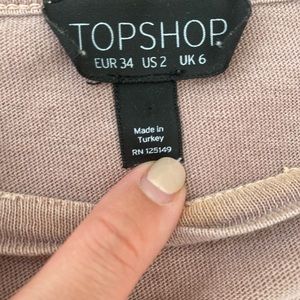 TOPSHOP
EUR 34 US 2 UK 6
Made in
Turkey
RN 125149